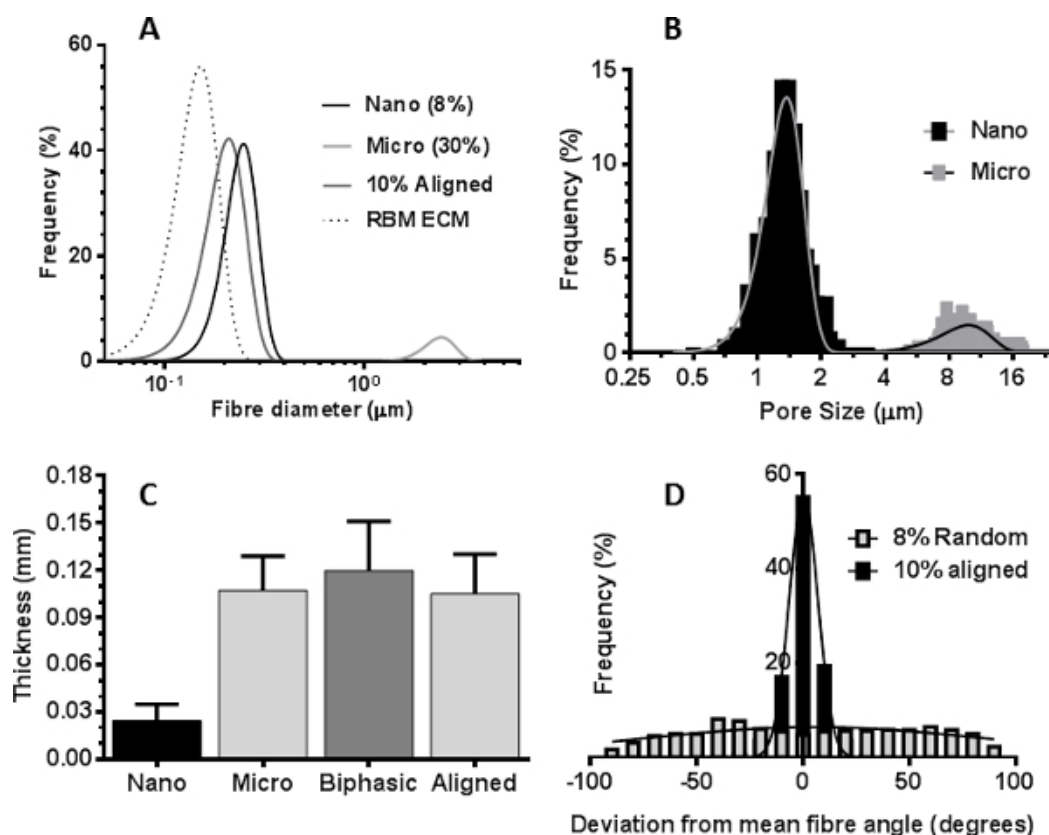 A
60
40
20
0
Frequency (%)
Nano (8%)
Micro (30%)
10% Aligned
RBM ECM
10⁻¹
10⁰
Fibre diameter (μm)
B
15
10
5
0
Frequency (%)
Nano
Micro
0.25 0.5 1 2 4 8 16
Pore Size (μm)
C
0.18
0.15
0.12
0.09
0.06
0.03
0.00
Thickness (mm)
Nano Micro Biphasic Aligned
D
60
40
20
Frequency (%)
8% Random
10% aligned
-100 -50 0 50 100
Deviation from mean fibre angle (degrees)